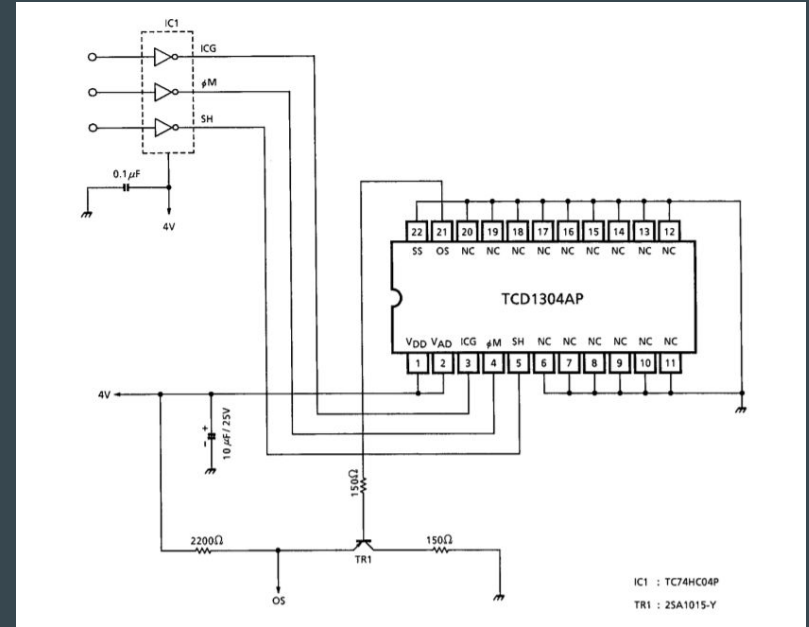 IC1
ICG
φM
SH
0.1μF
4V
22 21 20 19 18 17 16 15 14 13 12
SS OS NC NC NC NC NC NC NC NC NC
TCD1304AP
VDD VAD ICG φM SH NC NC NC NC NC NC
1 2 3 4 5 6 7 8 9 10 11
4V
+
-
10 μF/25V
150Ω
2200Ω
150Ω
TR1
OS
IC1 : TC74HC04P
TR1 : 2SA1015-Y